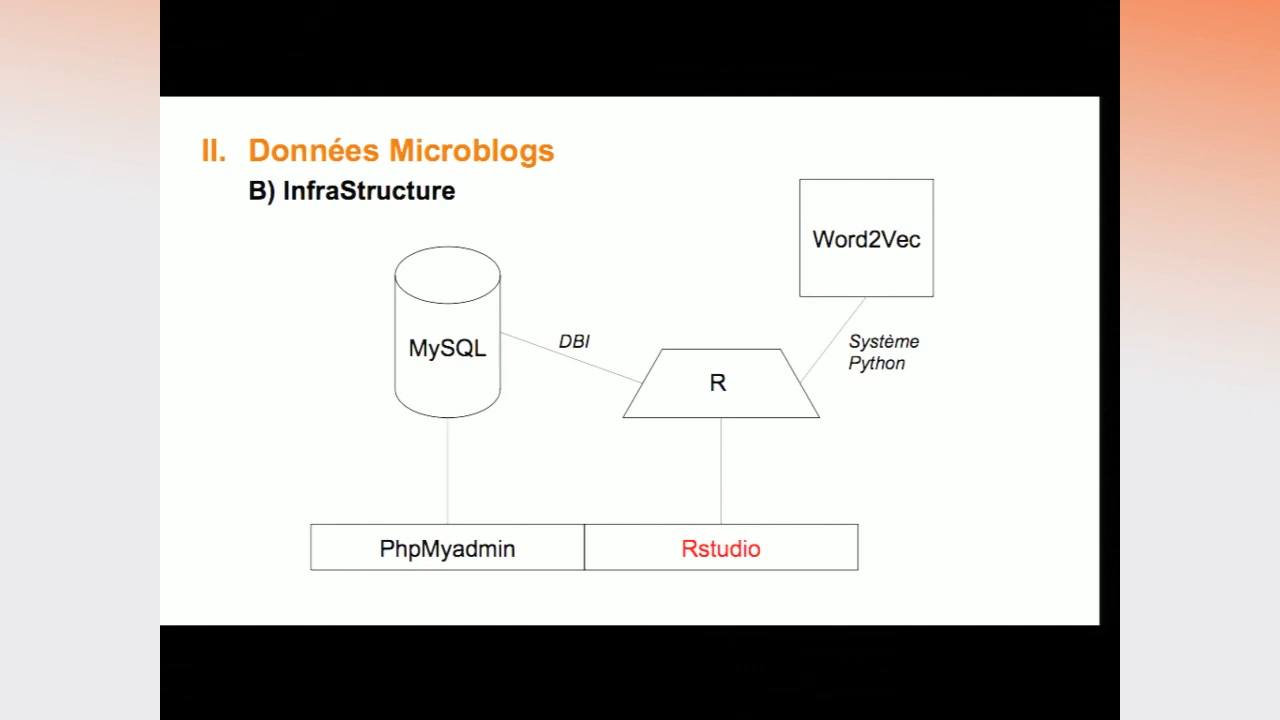 II. Données Microblogs
B) InfraStructure
Word2Vec
MySQL
DBI
Système
Python
R
PhpMyadmin
Rstudio